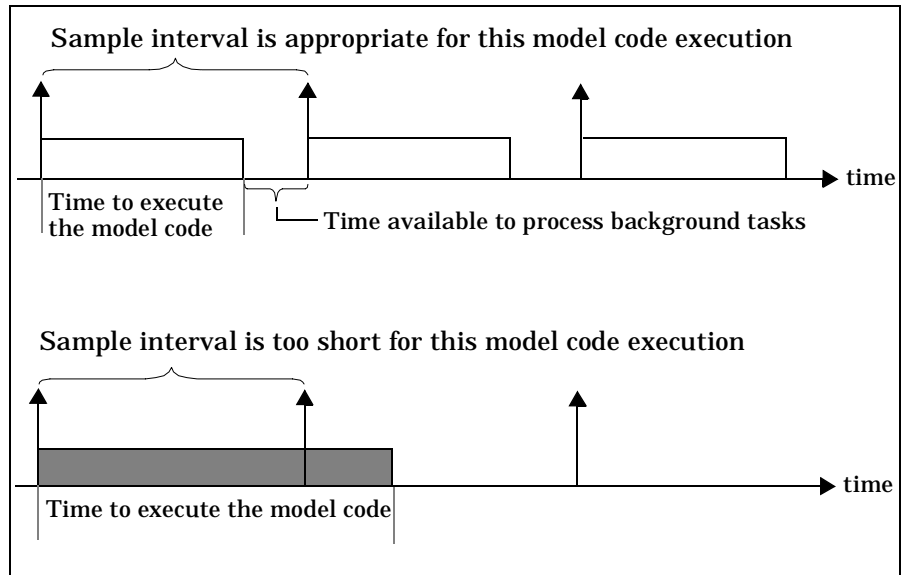 Sample interval is appropriate for this model code execution
time
Time to execute
the model code
Time available to process background tasks
Sample interval is too short for this model code execution
time
Time to execute the model code